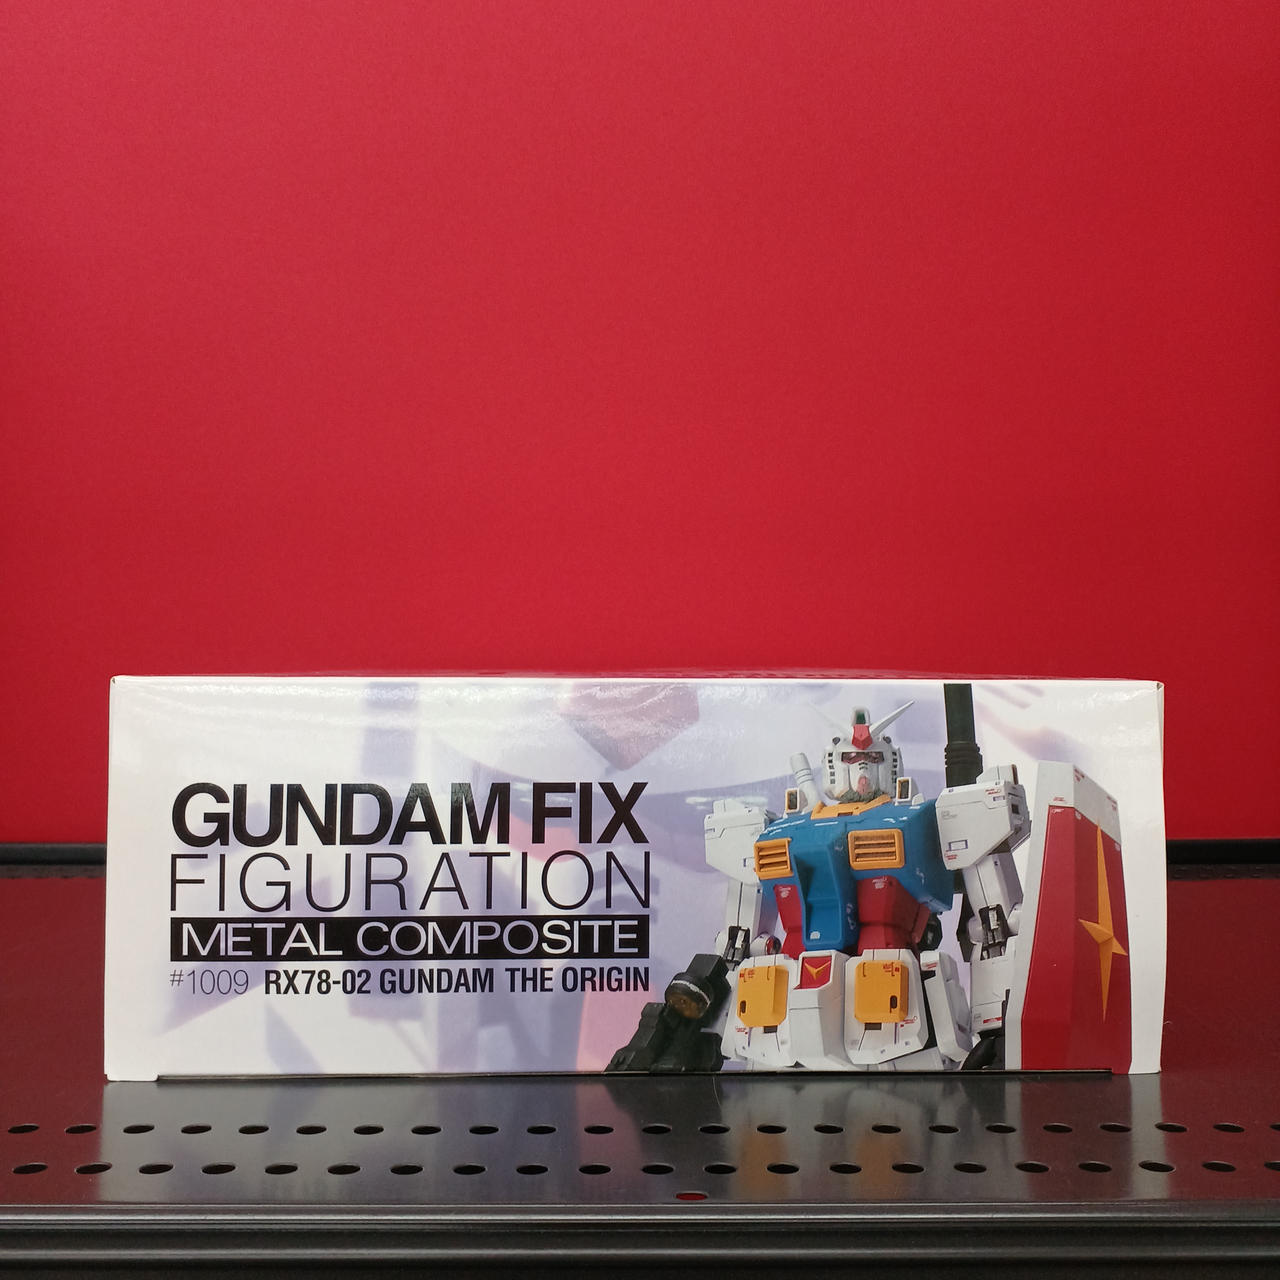 GUNDAM FIX
FIGURATION
METAL COMPOSITE
#1009 RX78-02 GUNDAM THE ORIGIN